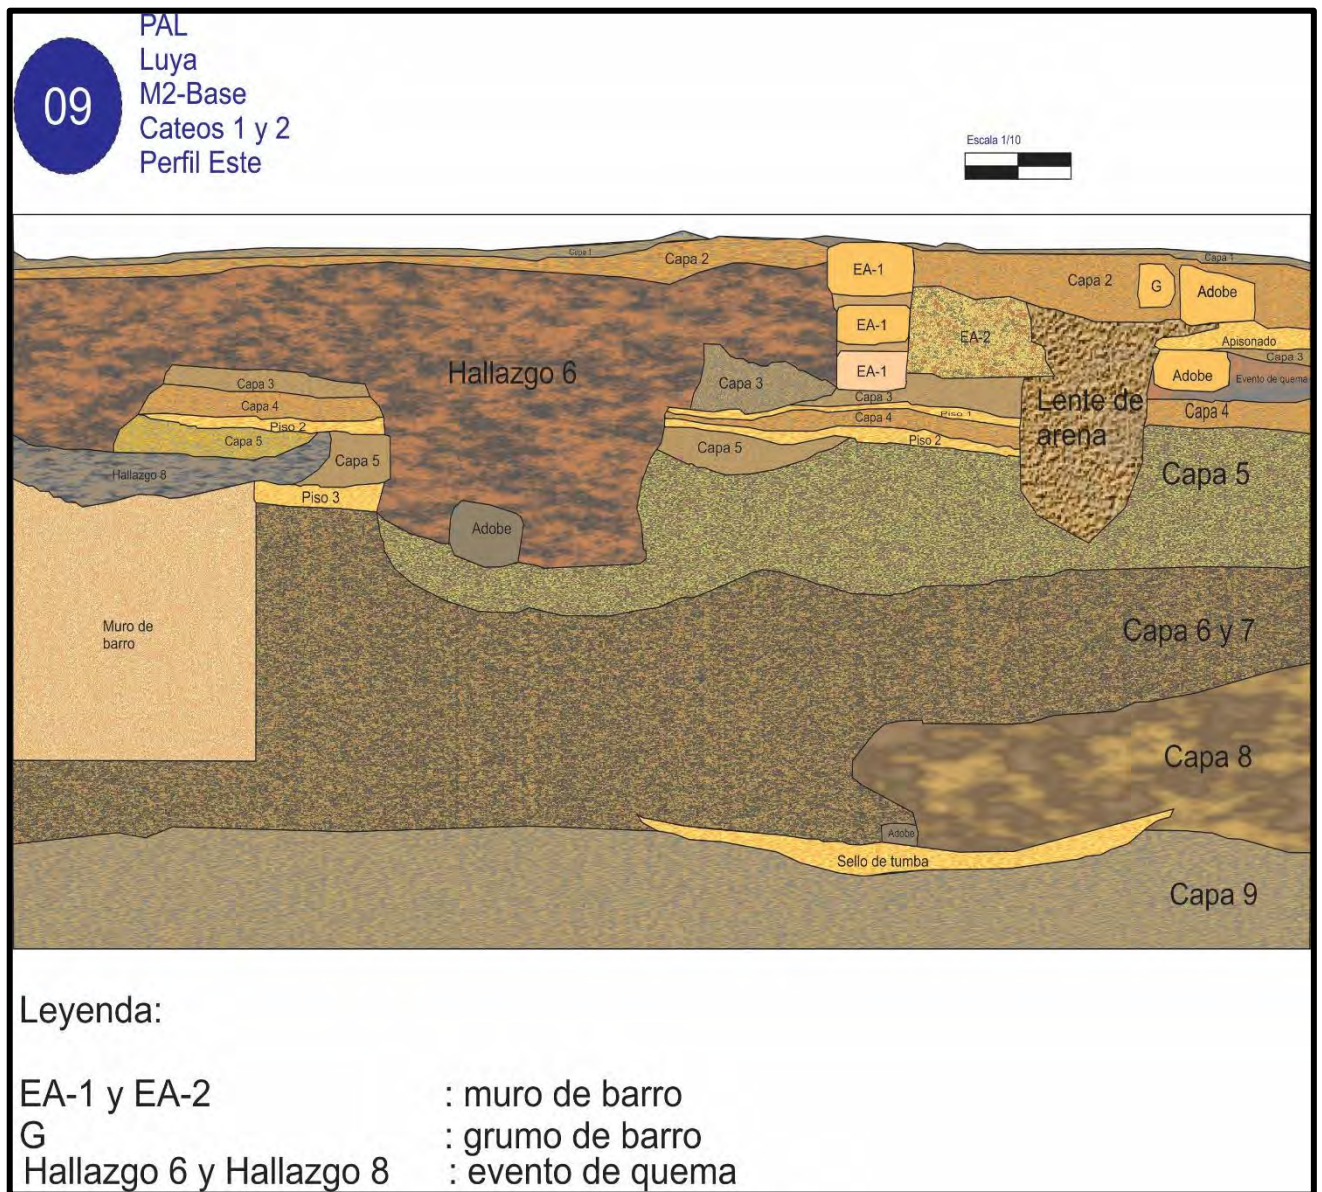 09
PAL
Luya
M2-Base
Cateos 1 y 2
Perfil Este
Escala 1/10
Capa 1
Capa 2
EA-1
Capa 2
G
Adobe
Capa 1
EA-1
EA-2
Apisonado
Capa 3
Hallazgo 6
Capa 3
EA-1
Adobe
Evento de quema
Capa 3
Capa 3
Capa 4
Piso 2
Capa 4
Piso 1
Lente de
arena
Capa 4
Capa 5
Piso 2
Capa 5
Capa 5
Hallazgo 8
Capa 5
Piso 3
Adobe
Muro de
barro
Capa 6 y 7
Capa 8
Adobe
Sello de tumba
Capa 9
Leyenda:
EA-1 y EA-2 : muro de barro
G : grumo de barro
Hallazgo 6 y Hallazgo 8 : evento de quema